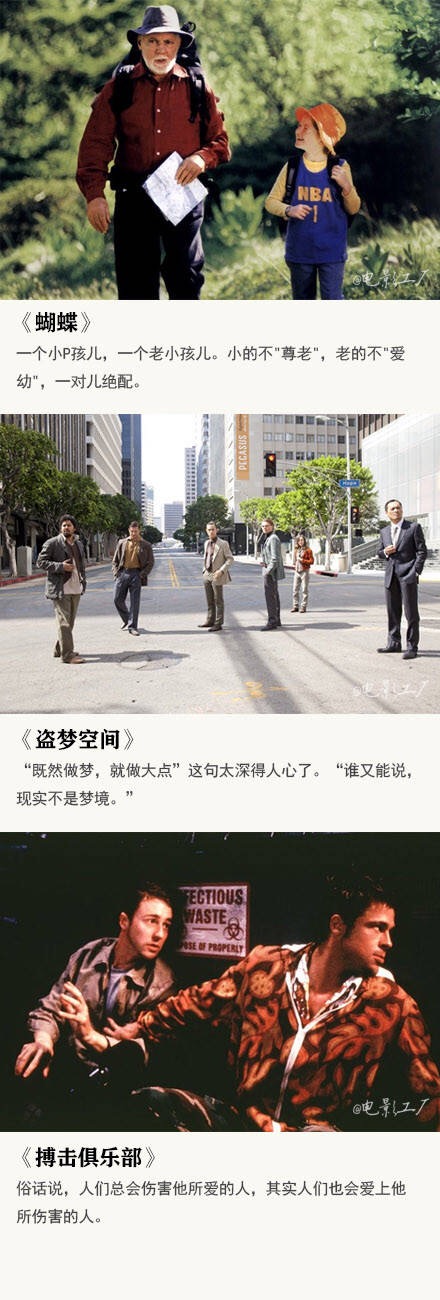 NBA
@电影工厂
《蝴蝶》
一个小P孩儿，一个老小孩儿。小的不"尊老"，老的不"爱
幼"，一对儿绝配。
PEGASUS
Hope
@电影工厂
《盗梦空间》
“既然做梦，就做大点”这句太深得人心了。“谁又能说，
现实不是梦境。”
FECTIOUS
WASTE
POSE OF PROPERLY
@电影工厂
《搏击俱乐部》
俗话说，人们总会伤害他所爱的人，其实人们也会爱上他
所伤害的人。